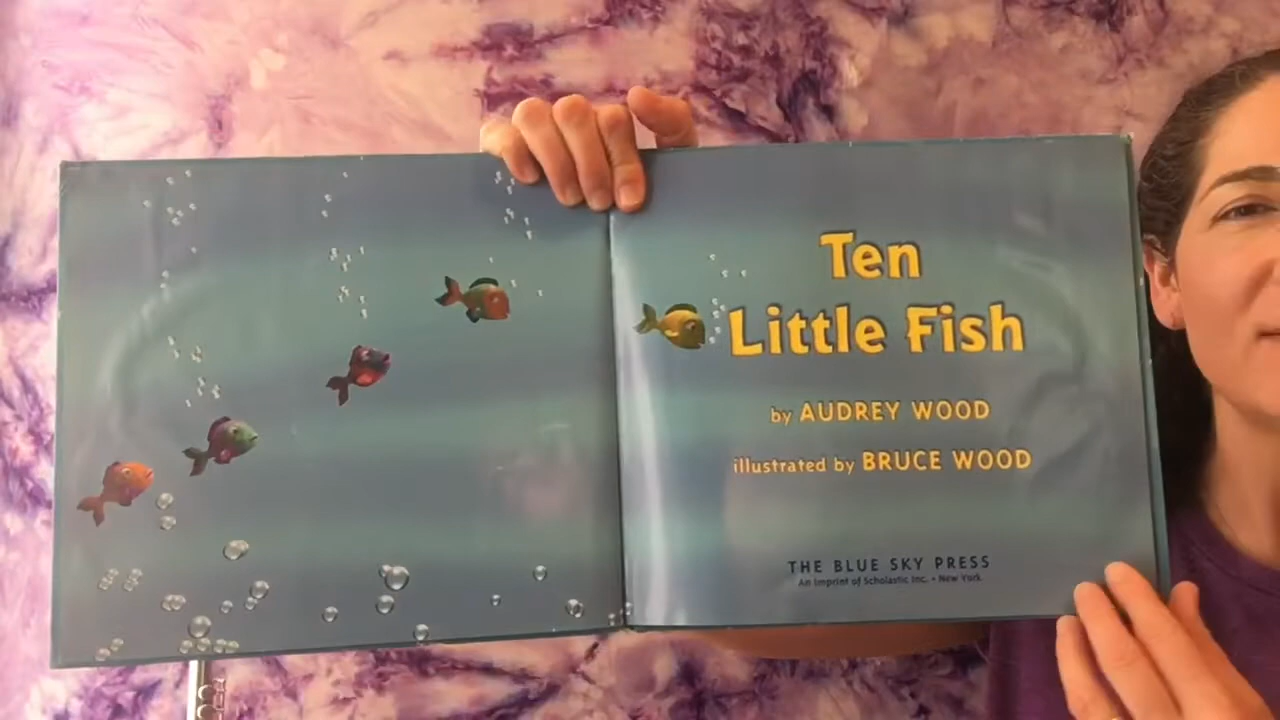 Ten
Little Fish
by AUDREY WOOD
illustrated by BRUCE WOOD
THE BLUE SKY PRESS
An Imprint of Scholastic Inc. • New York